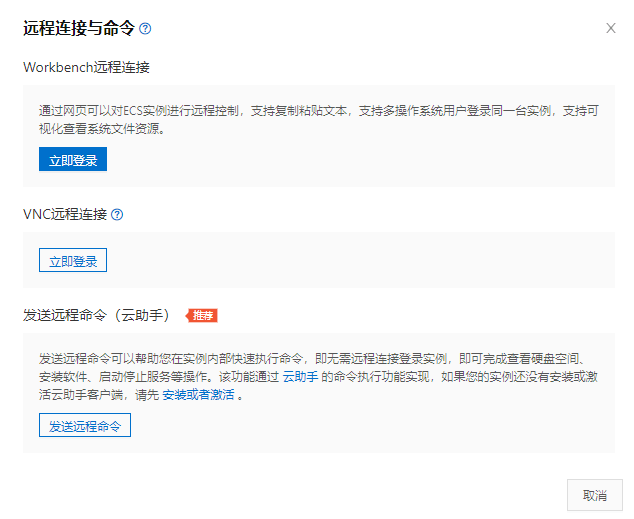 远程连接与命令
Workbench远程连接
通过网页可以对ECS实例进行远程控制，支持复制粘贴文本，支持多操作系统用户登录同一台实例，支持可
视化查看系统文件资源。
立即登录
VNC远程连接
立即登录
发送远程命令（云助手） 推荐
发送远程命令可以帮助您在实例内部快速执行命令，即无需远程连接登录实例，即可完成查看硬盘空间、
安装软件、启动停止服务等操作。该功能通过 云助手 的命令执行功能实现，如果您的实例还没有安装或激
活云助手客户端，请先 安装或者激活 。
发送远程命令
取消